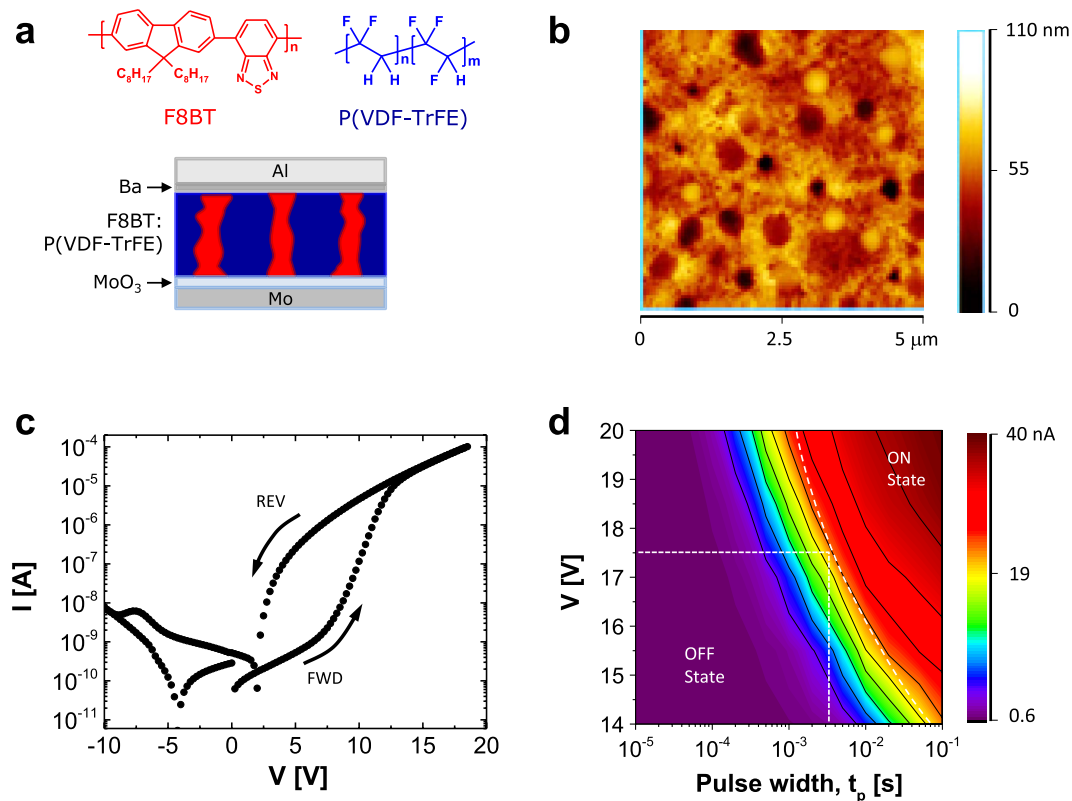 a
F F F F
n m
H H F H
C8H17 C8H17
N N
S
n
F8BT
P(VDF-TrFE)
Al
Ba
F8BT:
P(VDF-TrFE)
MoO3
Mo
b
110 nm
55
0
0 2.5 5 μm
c
10-4
10-5
10-6
10-7
10-8
10-9
10-10
10-11
I [A]
REV
FWD
-10 -5 0 5 10 15 20
V [V]
d
20
19
18
17
16
15
14
V [V]
ON
State
OFF
State
10-5 10-4 10-3 10-2 10-1
Pulse width, tp [s]
40 nA
19
0.6